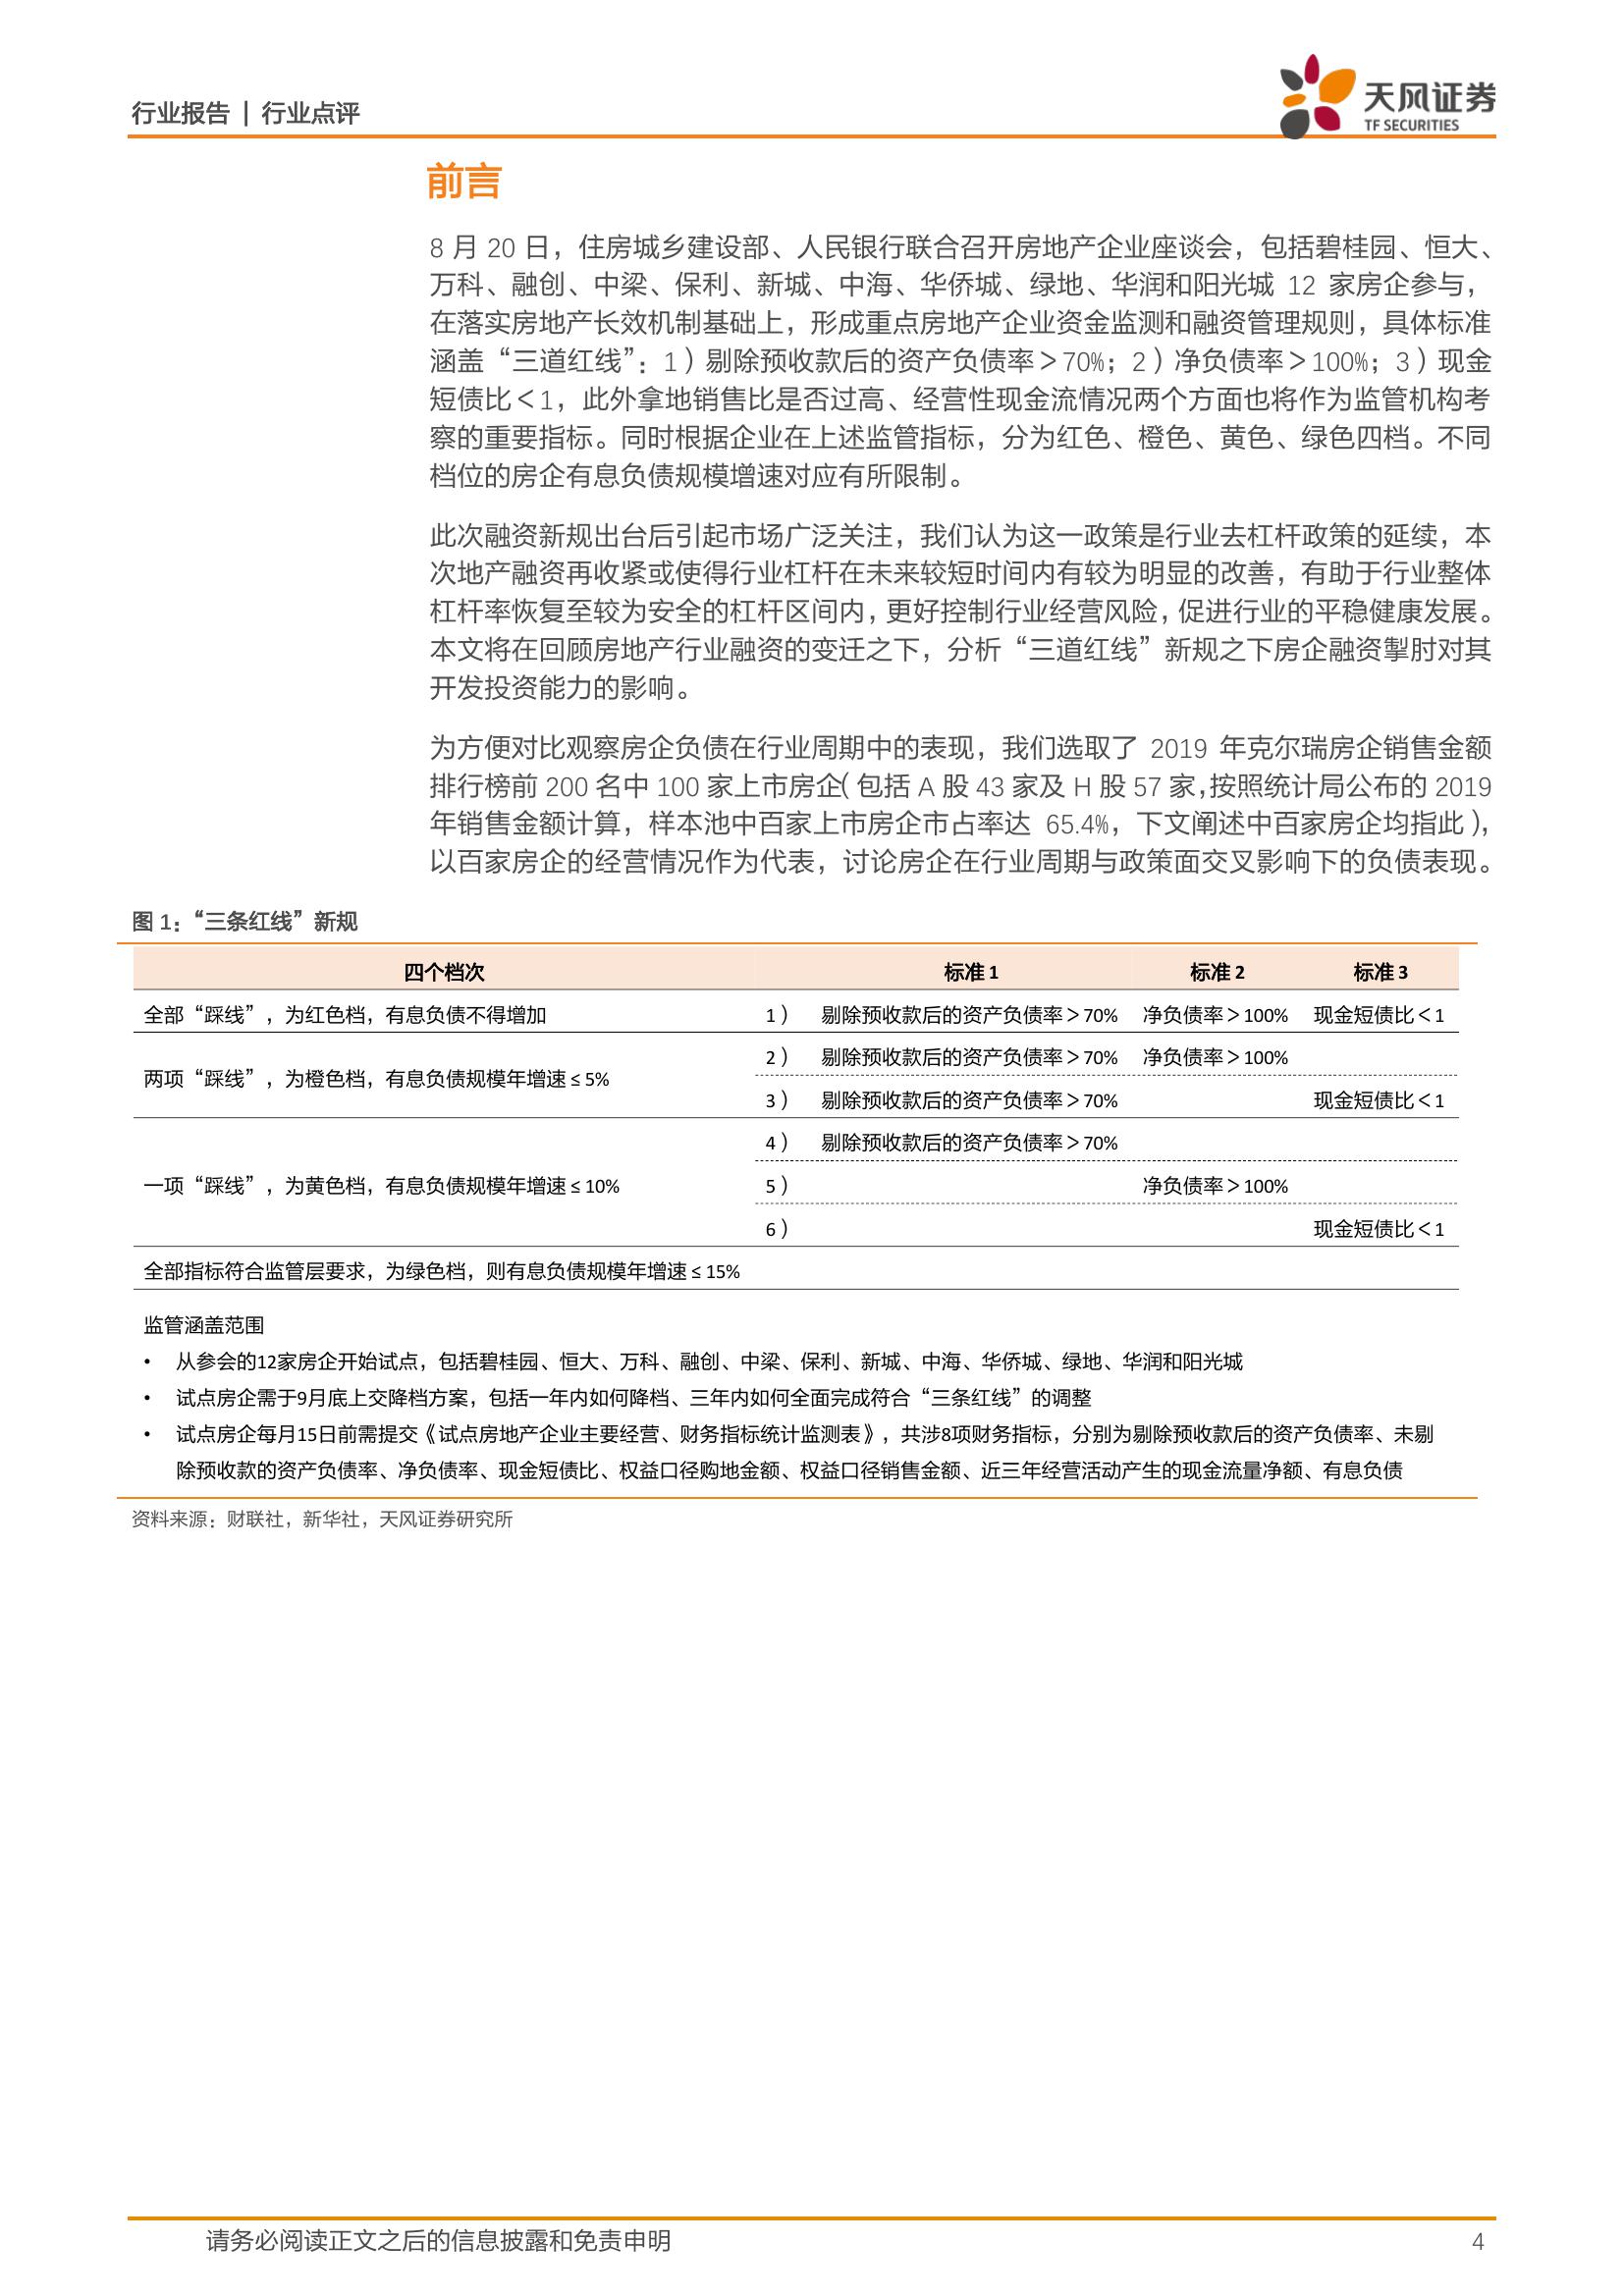 行业报告 | 行业点评
天风证券
TF SECURITIES
前言
8 月 20 日，住房城乡建设部、人民银行联合召开房地产企业座谈会，包括碧桂园、恒大、
万科、融创、中梁、保利、新城、中海、华侨城、绿地、华润和阳光城 12 家房企参与，
在落实房地产长效机制基础上，形成重点房地产企业资金监测和融资管理规则，具体标准
涵盖“三道红线”：1）剔除预收款后的资产负债率＞70%；2）净负债率＞100%；3）现金
短债比＜1，此外拿地销售比是否过高、经营性现金流情况两个方面也将作为监管机构考
察的重要指标。同时根据企业在上述监管指标，分为红色、橙色、黄色、绿色四档。不同
档位的房企有息负债规模增速对应有所限制。
此次融资新规出台后引起市场广泛关注，我们认为这一政策是行业去杠杆政策的延续，本
次地产融资再收紧或使得行业杠杆在未来较短时间内有较为明显的改善，有助于行业整体
杠杆率恢复至较为安全的杠杆区间内，更好控制行业经营风险，促进行业的平稳健康发展。
本文将在回顾房地产行业融资的变迁之下，分析“三道红线”新规之下房企融资掣肘对其
开发投资能力的影响。
为方便对比观察房企负债在行业周期中的表现，我们选取了 2019 年克尔瑞房企销售金额
排行榜前 200 名中 100 家上市房企（包括 A 股 43 家及 H 股 57 家，按照统计局公布的 2019
年销售金额计算，样本池中百家上市房企市占率达 65.4%，下文阐述中百家房企均指此），
以百家房企的经营情况作为代表，讨论房企在行业周期与政策面交叉影响下的负债表现。
图 1：“三条红线”新规
四个档次 标准 1 标准 2 标准 3
全部“踩线”，为红色档，有息负债不得增加 1） 剔除预收款后的资产负债率＞70% 净负债率＞100% 现金短债比＜1
两项“踩线”，为橙色档，有息负债规模年增速 ≤ 5% 2） 剔除预收款后的资产负债率＞70% 净负债率＞100%
3） 剔除预收款后的资产负债率＞70% 现金短债比＜1
4） 剔除预收款后的资产负债率＞70%
一项“踩线”，为黄色档，有息负债规模年增速 ≤ 10% 5） 净负债率＞100%
6） 现金短债比＜1
全部指标符合监管层要求，为绿色档，则有息负债规模年增速 ≤ 15%
监管涵盖范围
• 从参会的12家房企开始试点，包括碧桂园、恒大、万科、融创、中梁、保利、新城、中海、华侨城、绿地、华润和阳光城
• 试点房企需于9月底上交降档方案，包括一年内如何降档、三年内如何全面完成符合“三条红线”的调整
• 试点房企每月15日前需提交《试点房地产企业主要经营、财务指标统计监测表》，共涉8项财务指标，分别为剔除预收款后的资产负债率、未剔
除预收款的资产负债率、净负债率、现金短债比、权益口径购地金额、权益口径销售金额、近三年经营活动产生的现金流量净额、有息负债
资料来源：财联社，新华社，天风证券研究所
请务必阅读正文之后的信息披露和免责申明 4